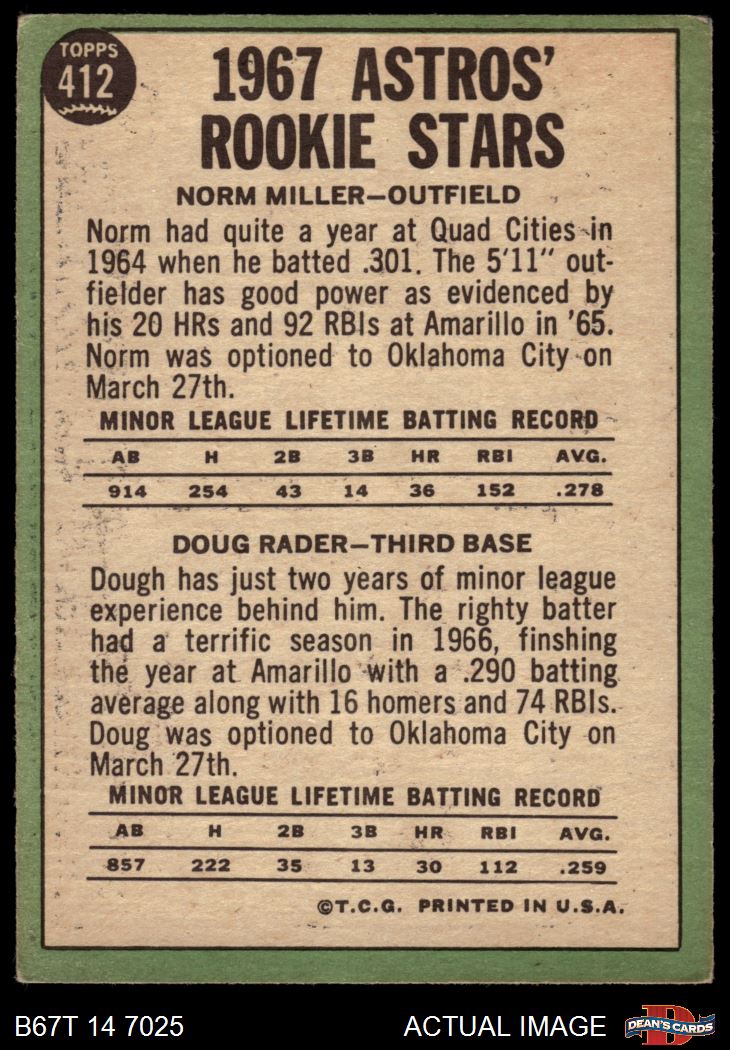 TOPPS
412
1967 ASTROS'
ROOKIE STARS
NORM MILLER—OUTFIELD
Norm had quite a year at Quad Cities in
1964 when he batted .301. The 5'11" out-
fielder has good power as evidenced by
his 20 HRs and 92 RBIs at Amarillo in '65.
Norm was optioned to Oklahoma City on
March 27th.
MINOR LEAGUE LIFETIME BATTING RECORD
AB H 2B 3B HR RBI AVG.
914 254 43 14 36 152 .278
DOUG RADER—THIRD BASE
Dough has just two years of minor league
experience behind him. The righty batter
had a terrific season in 1966, finshing
the year at Amarillo with a .290 batting
average along with 16 homers and 74 RBIs.
Doug was optioned to Oklahoma City on
March 27th.
MINOR LEAGUE LIFETIME BATTING RECORD
AB H 2B 3B HR RBI AVG.
857 222 35 13 30 112 .259
©T.C.G. PRINTED IN U.S.A.
B67T 14 7025 ACTUAL IMAGE DEAN'S CARDS